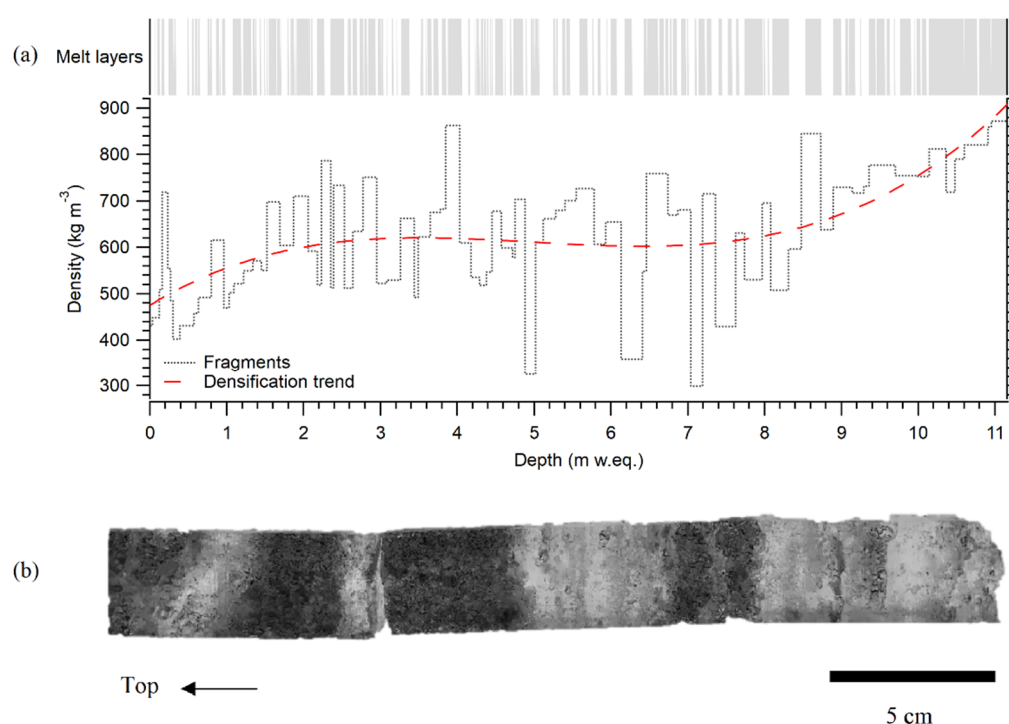 (a)
Melt layers
900
800
700
600
500
400
300
Density (kg m⁻³)
Fragments
Densification trend
0 1 2 3 4 5 6 7 8 9 10 11
Depth (m w.eq.)
(b)
Top
5 cm